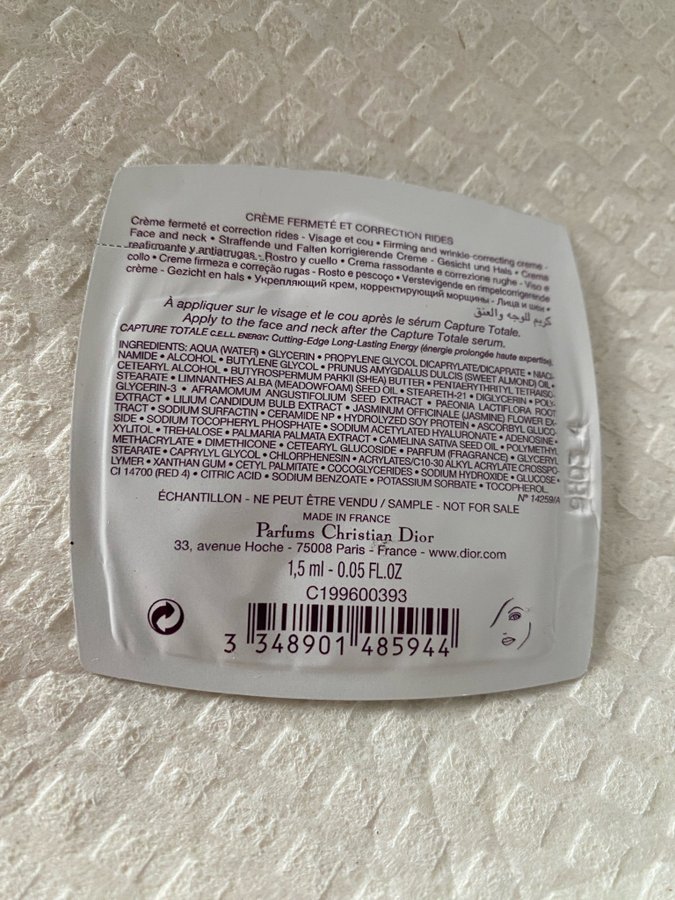 CRÈME FERMETÉ ET CORRECTION RIDES
Crème fermeté et correction rides - Visage et cou • Firming and wrinkle-correcting creme -
Face and neck • Straffende und Falten korrigierende Creme - Gesicht und Hals • Crema
reafirmante y antiarrugas - Rostro y cuello • Crema rassodante e correzione rughe - Viso e
collo • Creme firmeza e correção rugas - Rosto e pescoço • Verstevigende en rimpelcorrigerende
crème - Gezicht en hals • Укрепляющий крем, корректирующий морщины - Лица и шеи •
كريم للوجه والعنق
À appliquer sur le visage et le cou après le sérum Capture Totale.
Apply to the face and neck after the Capture Totale serum.
CAPTURE TOTALE C.E.L.L. ENERGY: Cutting-Edge Long-Lasting Energy (énergie prolongée haute expertise).
INGREDIENTS: AQUA (WATER) • GLYCERIN • PROPYLENE GLYCOL DICAPRYLATE/DICAPRATE • NIACI-
NAMIDE • ALCOHOL • BUTYLENE GLYCOL • PRUNUS AMYGDALUS DULCIS (SWEET ALMOND) OIL •
CETEARYL ALCOHOL • BUTYROSPERMUM PARKII (SHEA) BUTTER • PENTAERYTHRITYL TETRAISO-
STEARATE • LIMNANTHES ALBA (MEADOWFOAM) SEED OIL • STEARETH-21 • DIGLYCERIN • POLY-
GLYCERIN-3 • AFRAMOMUM ANGUSTIFOLIUM SEED EXTRACT • PAEONIA LACTIFLORA ROOT
EXTRACT • LILIUM CANDIDUM BULB EXTRACT • JASMINUM OFFICINALE (JASMINE) FLOWER EX-
TRACT • SODIUM SURFACTIN • CERAMIDE NP • HYDROLYZED SOY PROTEIN • ASCORBYL GLUCO-
SIDE • SODIUM TOCOPHERYL PHOSPHATE • SODIUM ACETYLATED HYALURONATE • ADENOSINE •
XYLITOL • TREHALOSE • PALMARIA PALMATA EXTRACT • CAMELINA SATIVA SEED OIL • POLYMETHYL
METHACRYLATE • DIMETHICONE • CETEARYL GLUCOSIDE • PARFUM (FRAGRANCE) • GLYCERYL
STEARATE • CAPRYLYL GLYCOL • CHLORPHENESIN • ACRYLATES/C10-30 ALKYL ACRYLATE CROSSPO-
LYMER • XANTHAN GUM • CETYL PALMITATE • COCOGLYCERIDES • SODIUM HYDROXIDE • GLUCOSE •
CI 14700 (RED 4) • CITRIC ACID • SODIUM BENZOATE • POTASSIUM SORBATE • TOCOPHEROL.
N° 14259/A
ÉCHANTILLON - NE PEUT ÊTRE VENDU / SAMPLE - NOT FOR SALE
MADE IN FRANCE
Parfums Christian Dior
33, avenue Hoche - 75008 Paris - France - www.dior.com
1,5 ml - 0.05 FL.OZ
C199600393
3 348901 485944